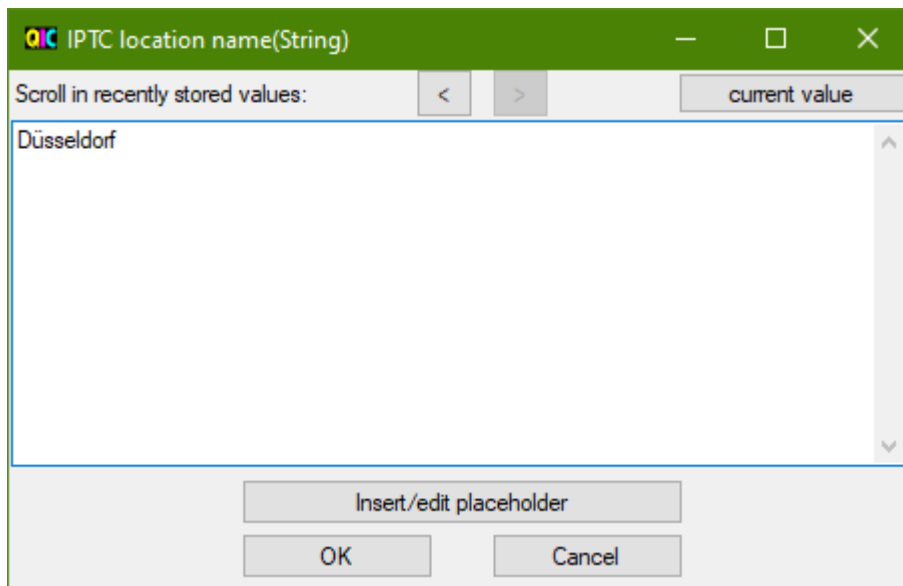 QIC IPTC location name(String)
Scroll in recently stored values: < > current value
Düsseldorf
Insert/edit placeholder
OK Cancel